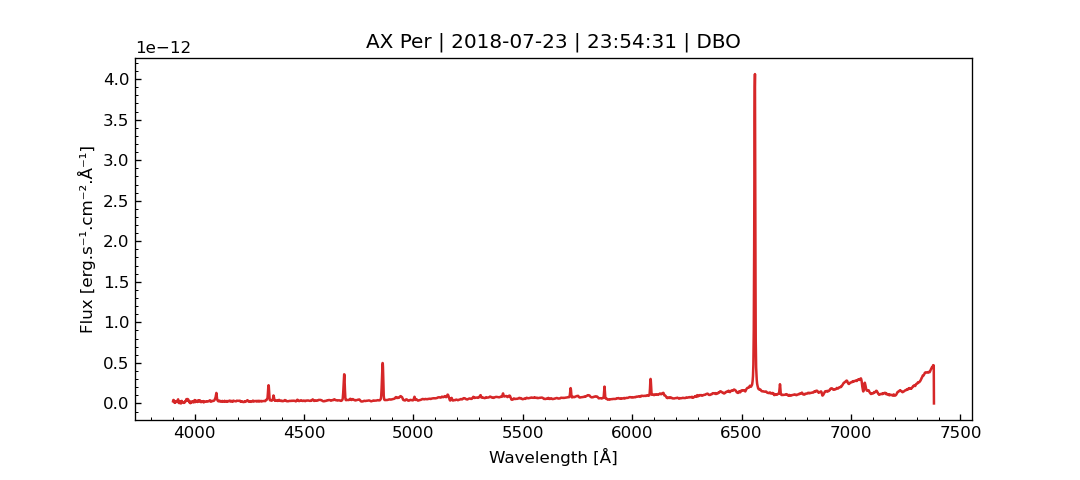 AX Per | 2018-07-23 | 23:54:31 | DBO
1e−12
4.0
3.5
3.0
2.5
2.0
1.5
1.0
0.5
0.0
Flux [erg.s⁻¹.cm⁻².Å⁻¹]
4000 4500 5000 5500 6000 6500 7000 7500
Wavelength [Å]